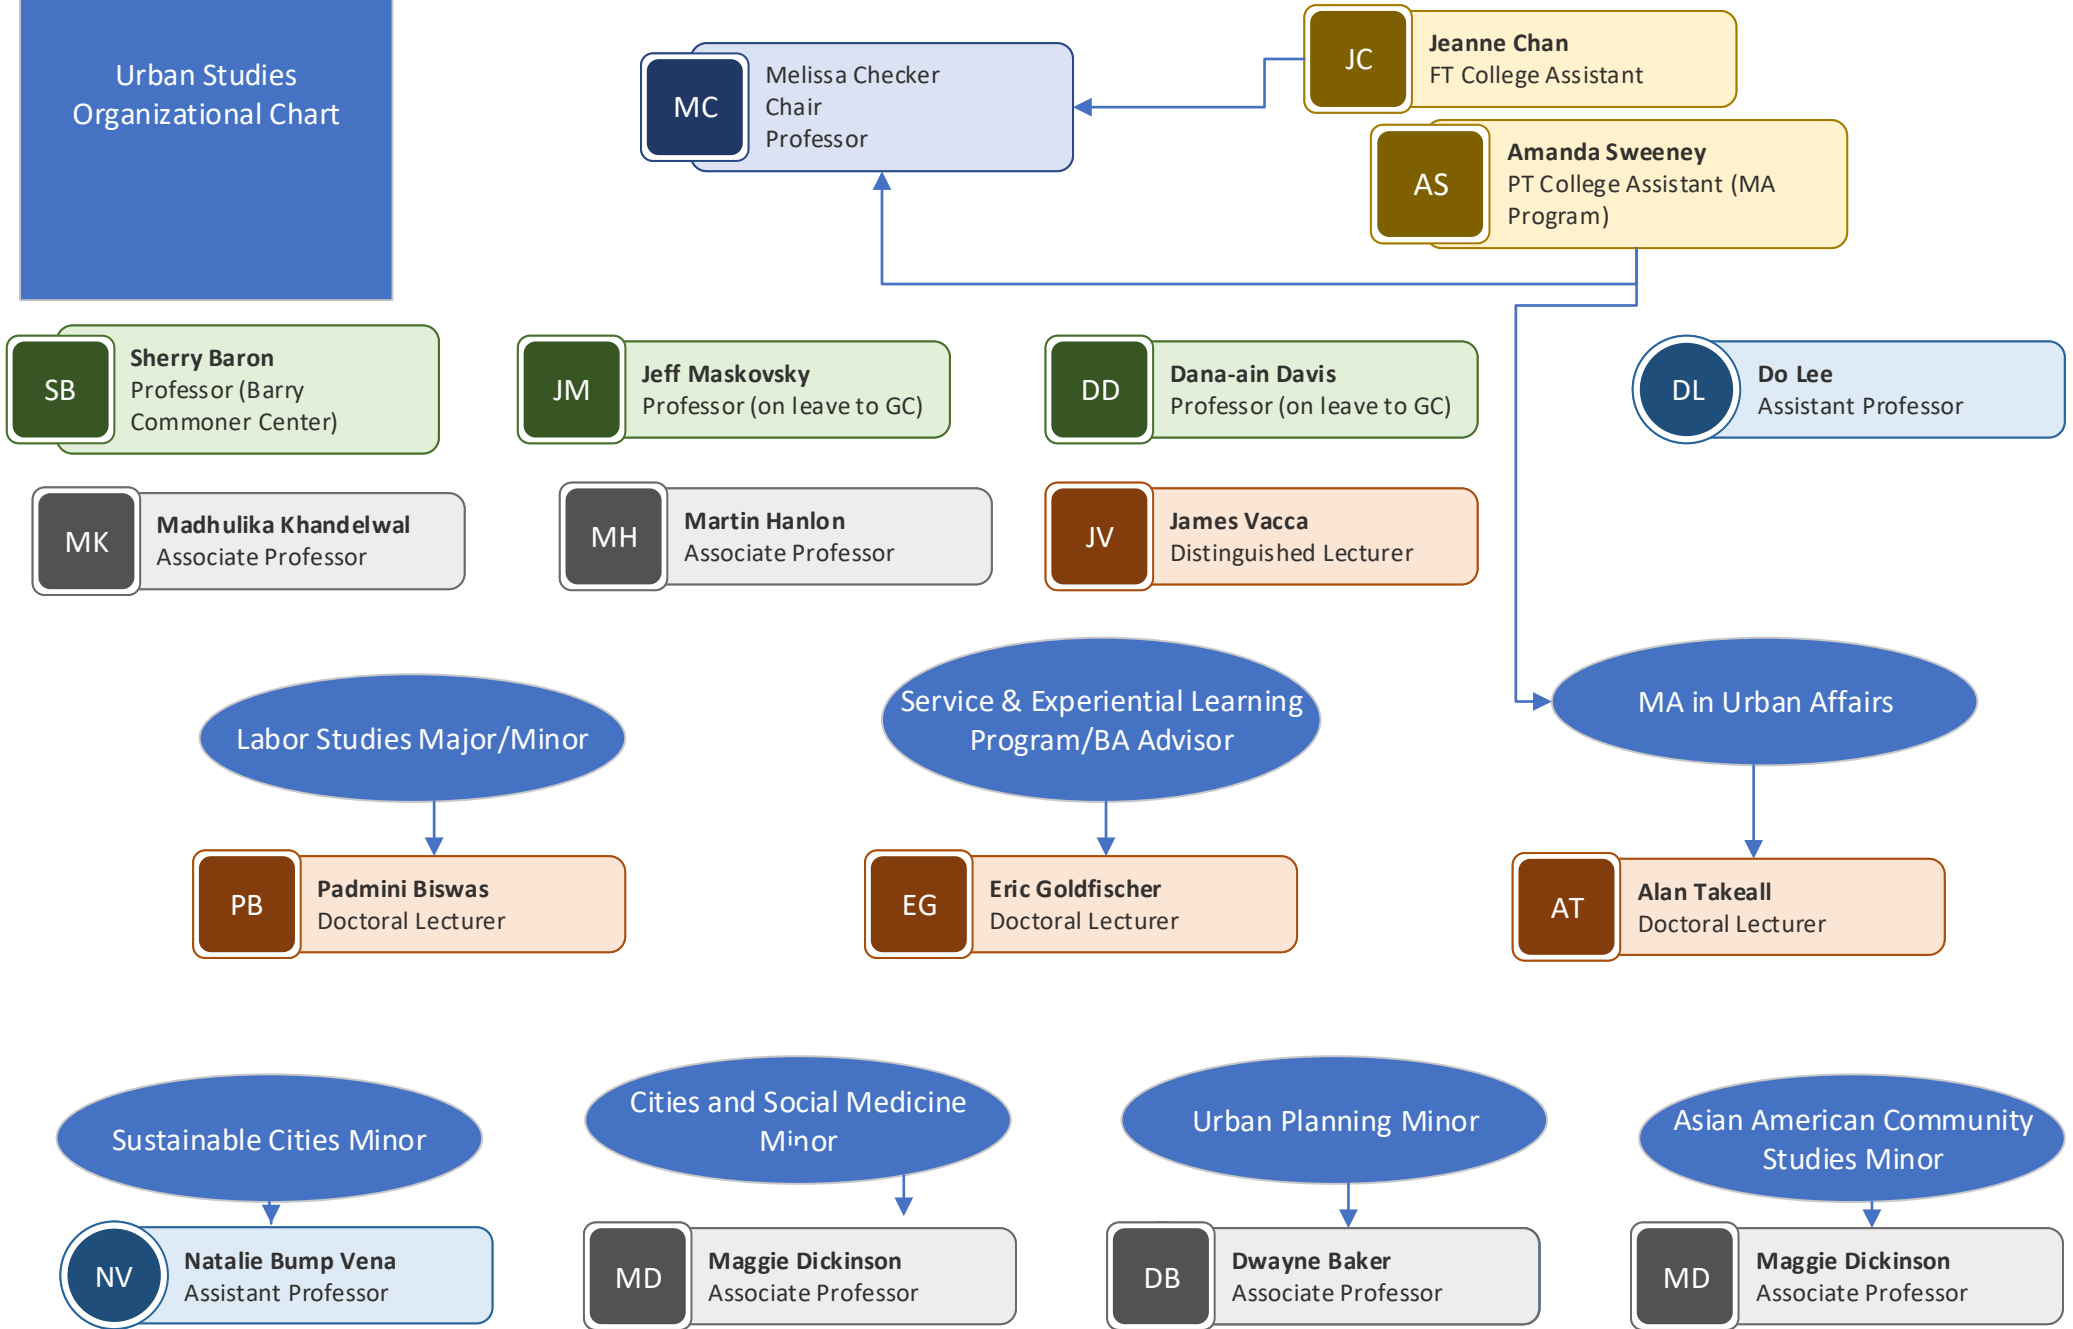 Urban Studies
Organizational Chart
MC
Melissa Checker
Chair
Professor
JC
Jeanne Chan
FT College Assistant
AS
Amanda Sweeney
PT College Assistant (MA
Program)
SB
Sherry Baron
Professor (Barry
Commoner Center)
JM
Jeff Maskovsky
Professor (on leave to GC)
DD
Dana-ain Davis
Professor (on leave to GC)
DL
Do Lee
Assistant Professor
MK
Madhulika Khandelwal
Associate Professor
MH
Martin Hanlon
Associate Professor
JV
James Vacca
Distinguished Lecturer
Labor Studies Major/Minor
Service & Experiential Learning
Program/BA Advisor
MA in Urban Affairs
PB
Padmini Biswas
Doctoral Lecturer
EG
Eric Goldfischer
Doctoral Lecturer
AT
Alan Takeall
Doctoral Lecturer
Sustainable Cities Minor
Cities and Social Medicine
Minor
Urban Planning Minor
Asian American Community
Studies Minor
NV
Natalie Bump Vena
Assistant Professor
MD
Maggie Dickinson
Associate Professor
DB
Dwayne Baker
Associate Professor
MD
Maggie Dickinson
Associate Professor